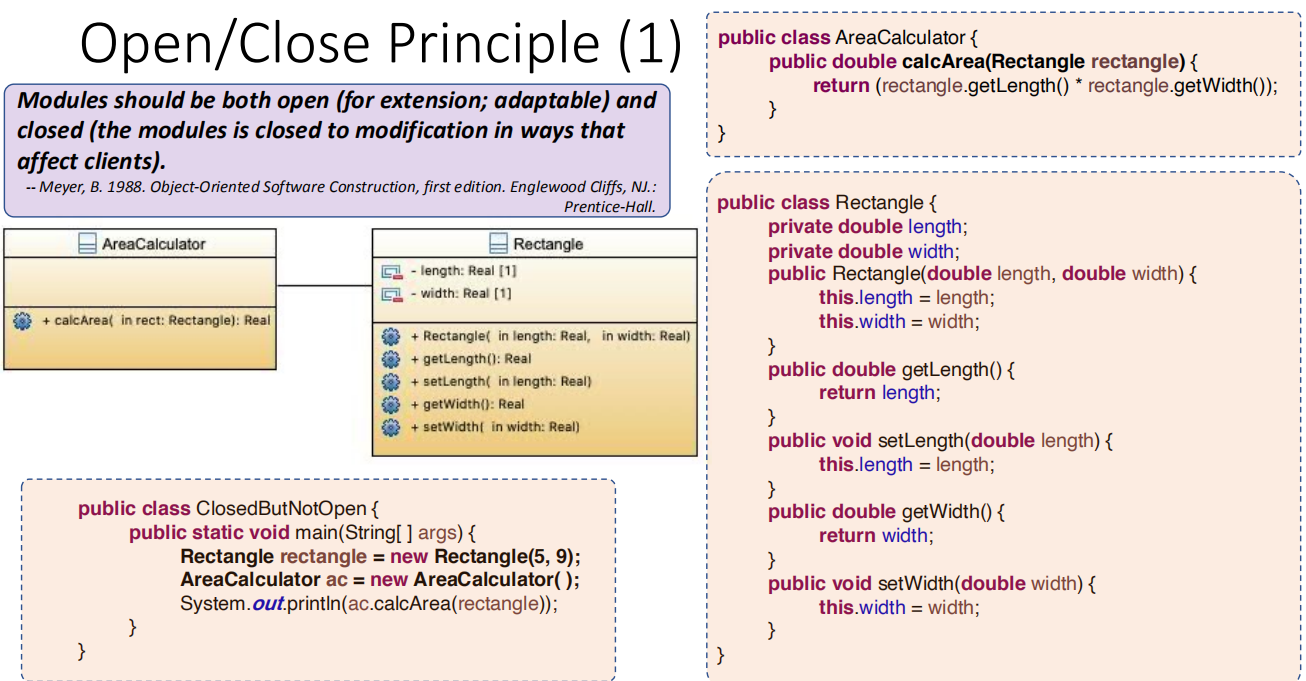 Open/Close Principle (1)
Modules should be both open (for extension; adaptable) and
closed (the modules is closed to modification in ways that
affect clients).
-- Meyer, B. 1988. Object-Oriented Software Construction, first edition. Englewood Cliffs, NJ.:
Prentice-Hall.
AreaCalculator
+ calcArea( in rect: Rectangle): Real
Rectangle
- length: Real [1]
- width: Real [1]
+ Rectangle( in length: Real, in width: Real)
+ getLength(): Real
+ setLength( in length: Real)
+ getWidth(): Real
+ setWidth( in width: Real)
public class ClosedButNotOpen {
public static void main(String[ ] args) {
Rectangle rectangle = new Rectangle(5, 9);
AreaCalculator ac = new AreaCalculator( );
System.out.println(ac.calcArea(rectangle));
}
}
public class AreaCalculator {
public double calcArea(Rectangle rectangle) {
return (rectangle.getLength() * rectangle.getWidth());
}
}
public class Rectangle {
private double length;
private double width;
public Rectangle(double length, double width) {
this.length = length;
this.width = width;
}
public double getLength() {
return length;
}
public void setLength(double length) {
this.length = length;
}
public double getWidth() {
return width;
}
public void setWidth(double width) {
this.width = width;
}
}